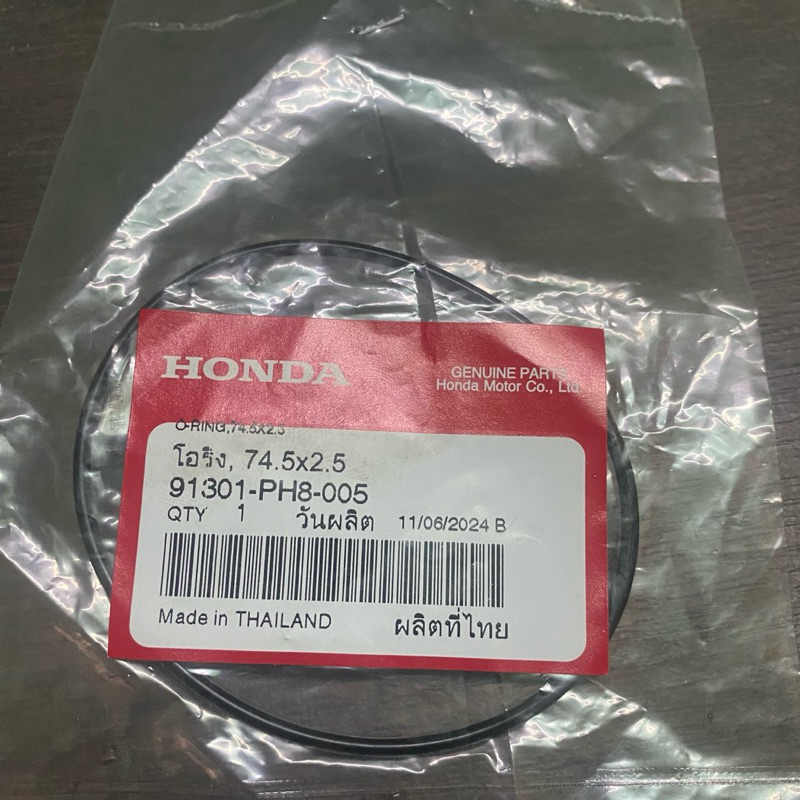 HONDA
GENUINE PARTS
Honda Motor Co., Ltd.
O-RING,74.5X2.5
โอริง, 74.5x2.5
91301-PH8-005
QTY 1 วันผลิต 11/06/2024 B
Made in THAILAND ผลิตที่ไทย